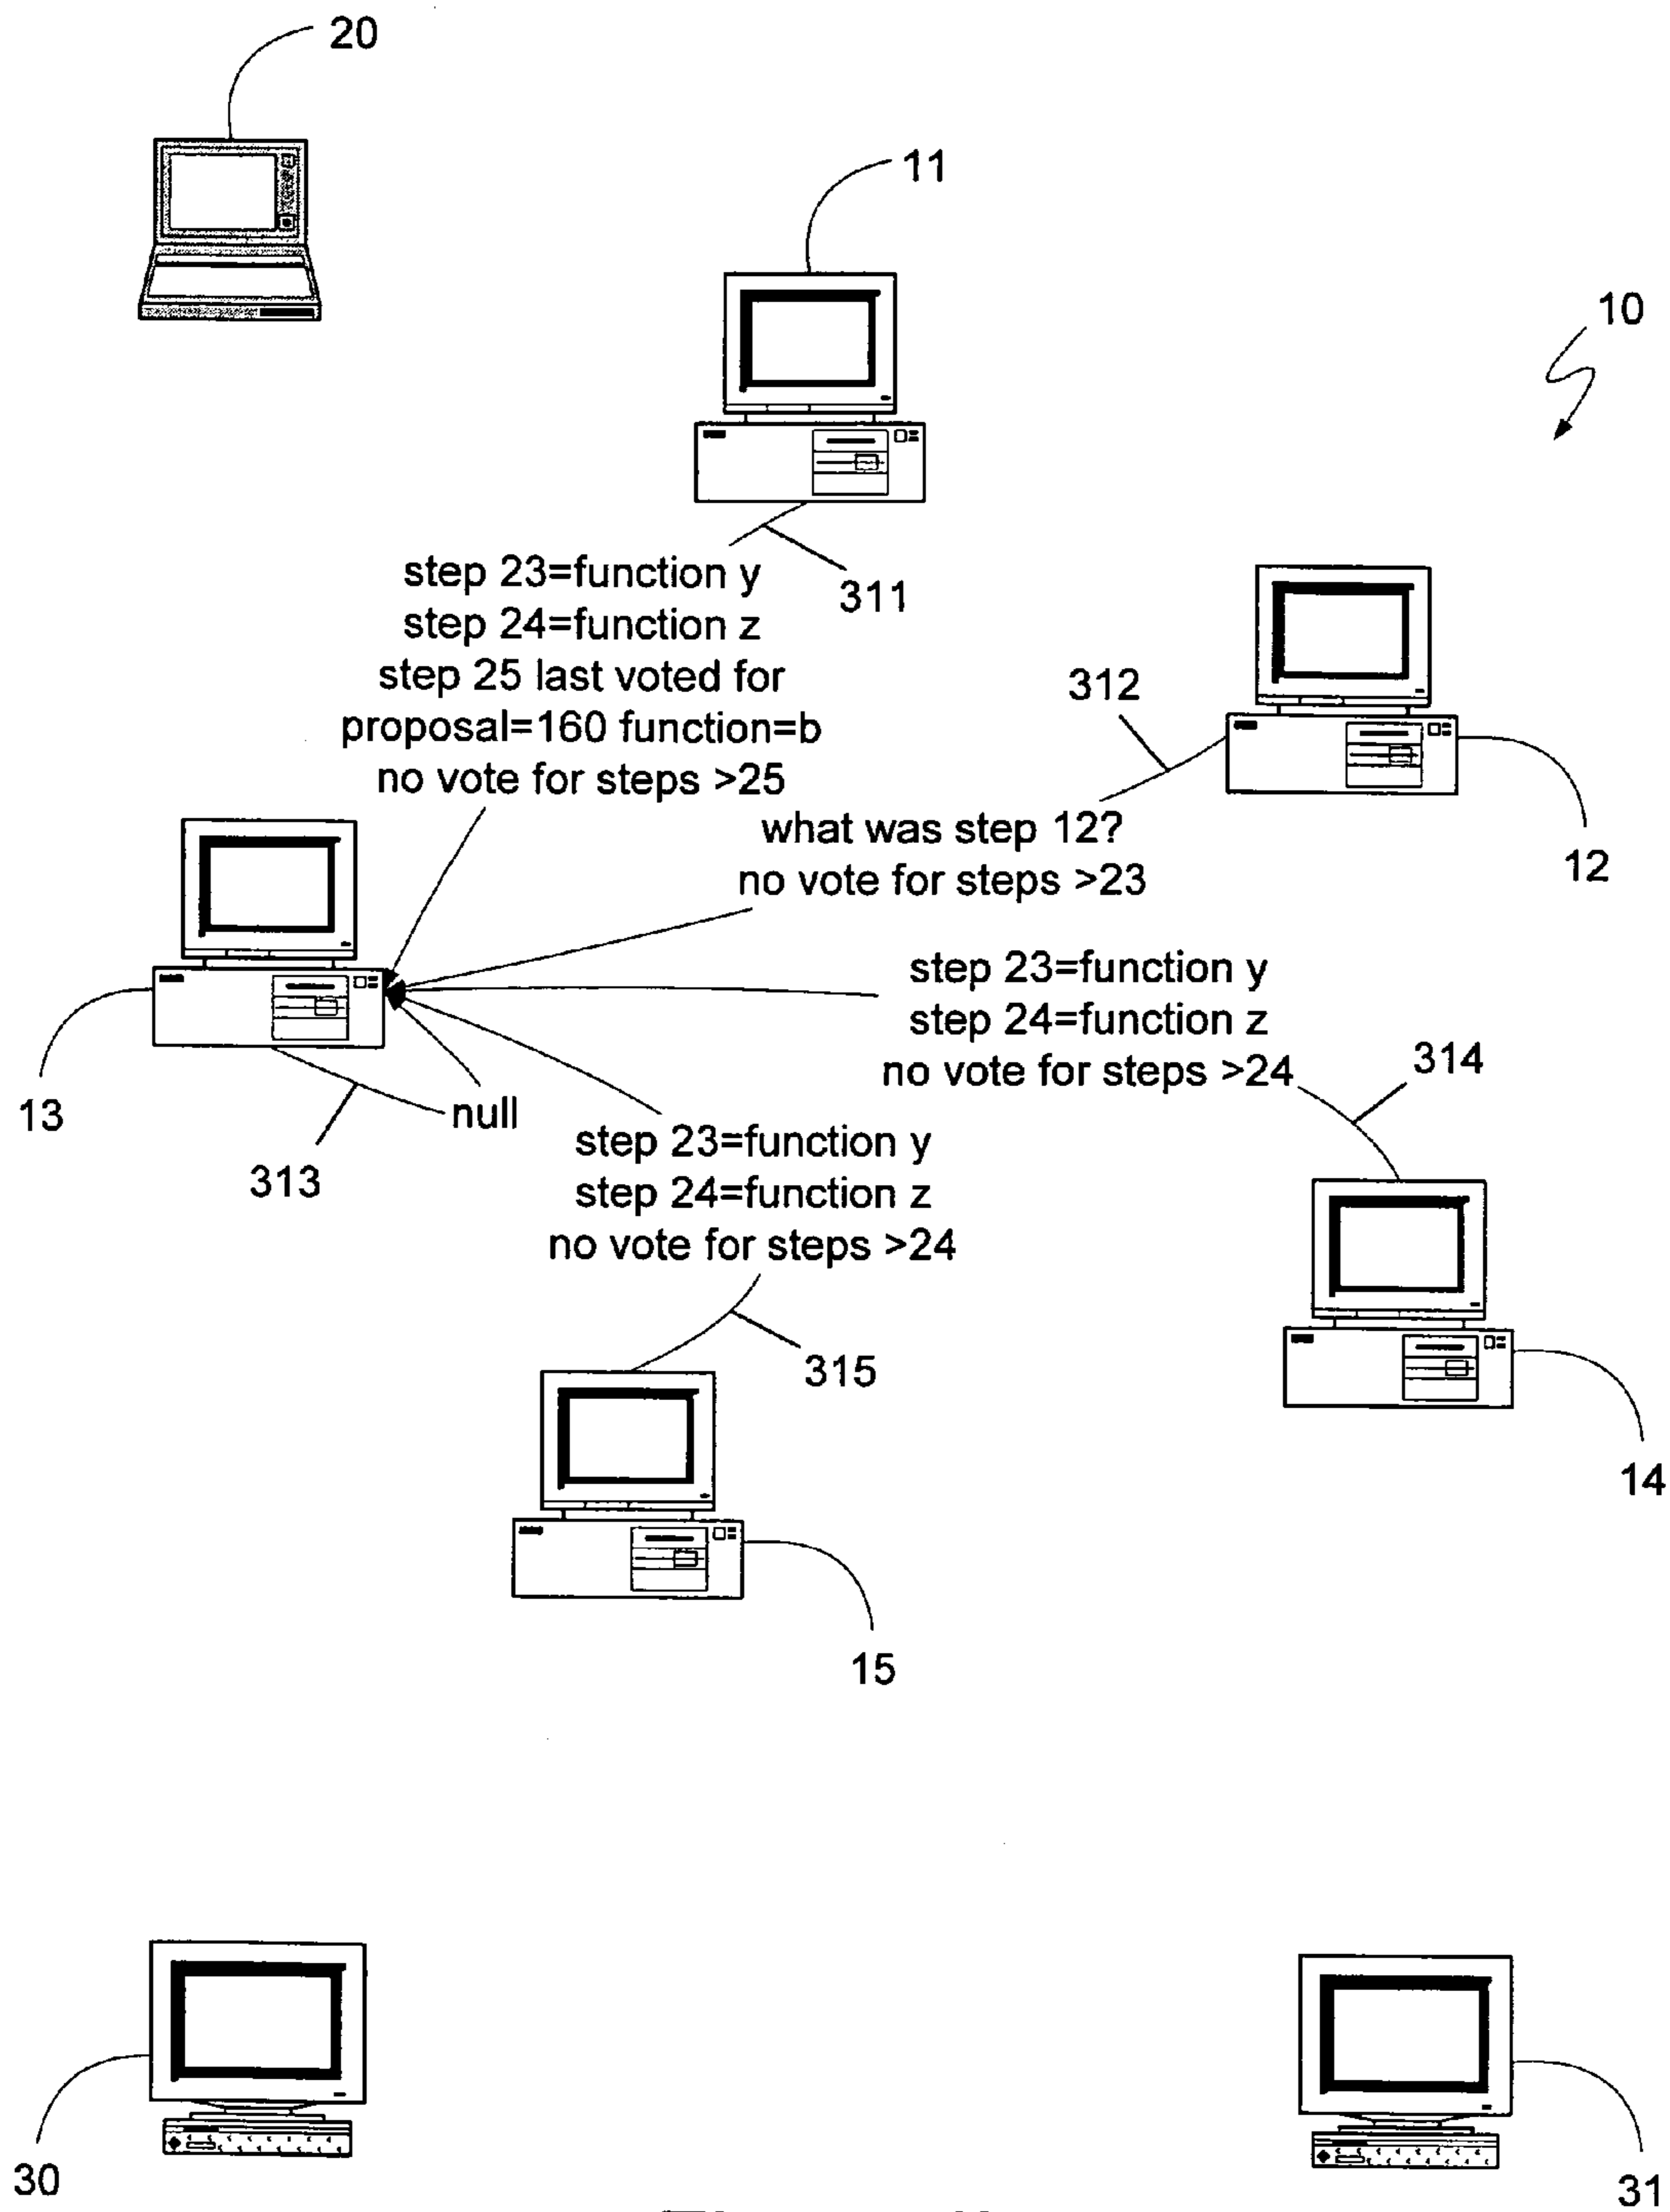 20
11
10
step 23=function y
step 24=function z
step 25 last voted for
proposal=160 function=b
no vote for steps >25
311
312
what was step 12?
no vote for steps >23
12
step 23=function y
step 24=function z
no vote for steps >24
314
13
null
313
step 23=function y
step 24=function z
no vote for steps >24
315
14
15
30
31